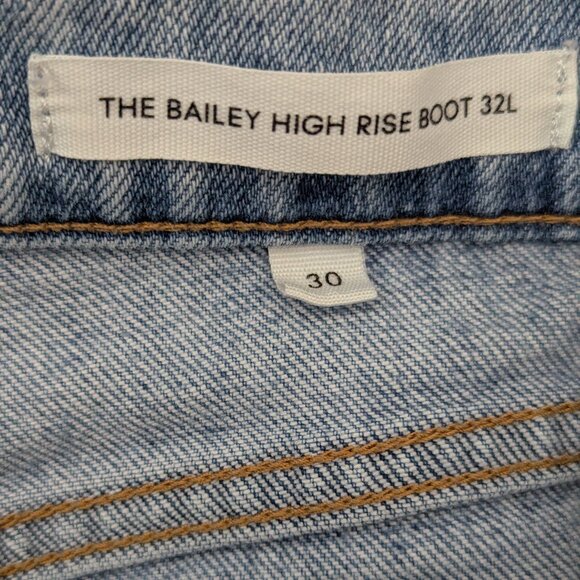 THE BAILEY HIGH RISE BOOT 32L
30